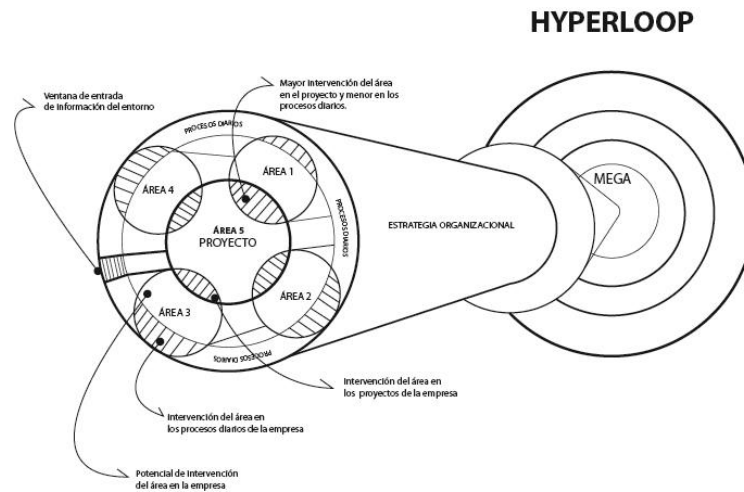 HYPERLOOP
Ventana de entrada
de información del entorno
Mayor intervención del área
en el proyecto y menor en los
procesos diarios.
PROCESOS DIARIOS
ÁREA 1
ÁREA 4
MEGA
PROCESOS DIARIOS
ÁREA 5
PROYECTO
ESTRATEGIA ORGANIZACIONAL
ÁREA 2
ÁREA 3
PROCESOS DIARIOS
Intervención del área en
los proyectos de la empresa
Intervención del área en
los procesos diarios de la empresa
Potencial de intervención
del área en la empresa